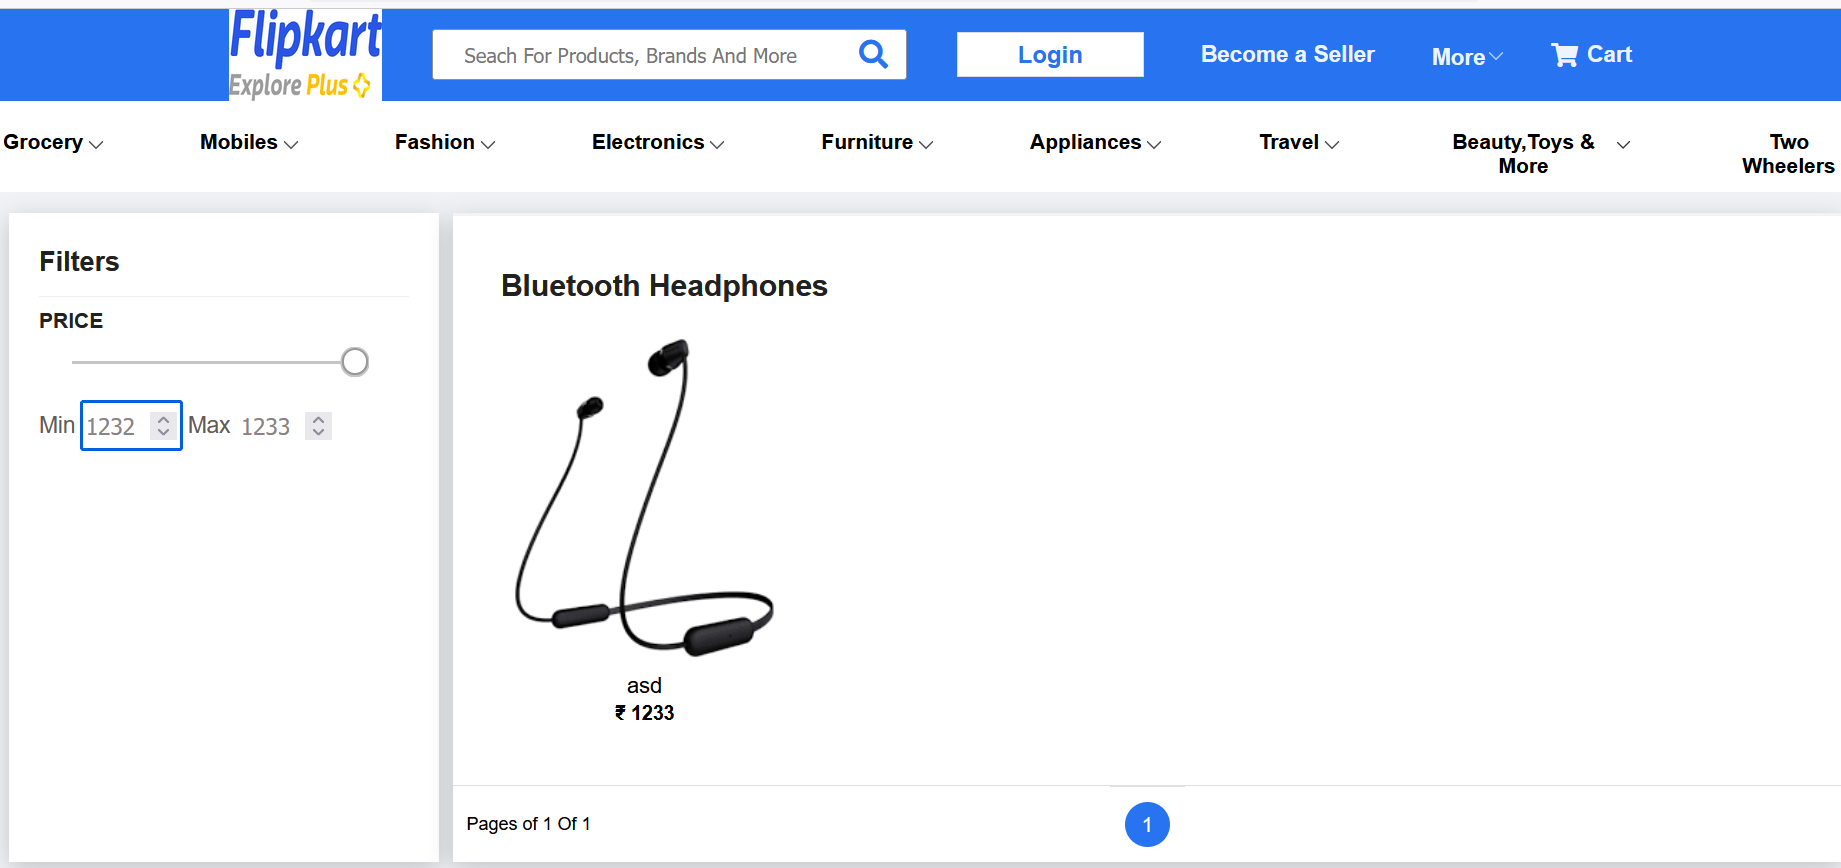 Flipkart
Explore Plus
Seach For Products, Brands And More
Login
Become a Seller
More
Cart
Grocery
Mobiles
Fashion
Electronics
Furniture
Appliances
Travel
Beauty,Toys &
More
Two
Wheelers
Filters
PRICE
Min 1232 Max 1233
Bluetooth Headphones
asd
₹ 1233
Pages of 1 Of 1
1